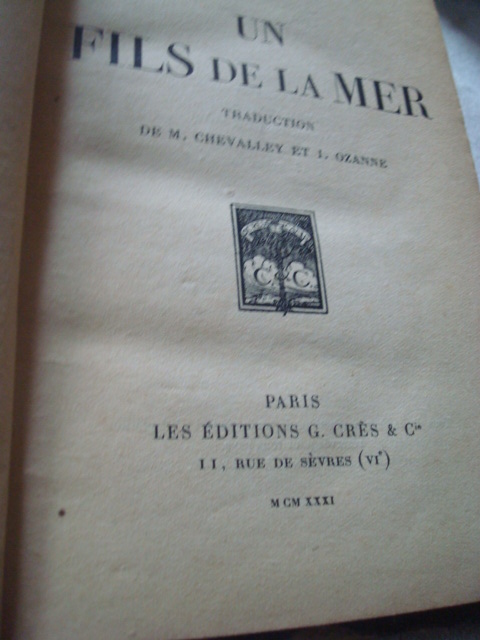 UN
FILS DE LA MER
TRADUCTION
DE M. CHEVALLEY ET I. OZANNE
C & C
PARIS
LES ÉDITIONS G. CRÈS & Cie
11, RUE DE SÈVRES (VIe)
MCMXXXI